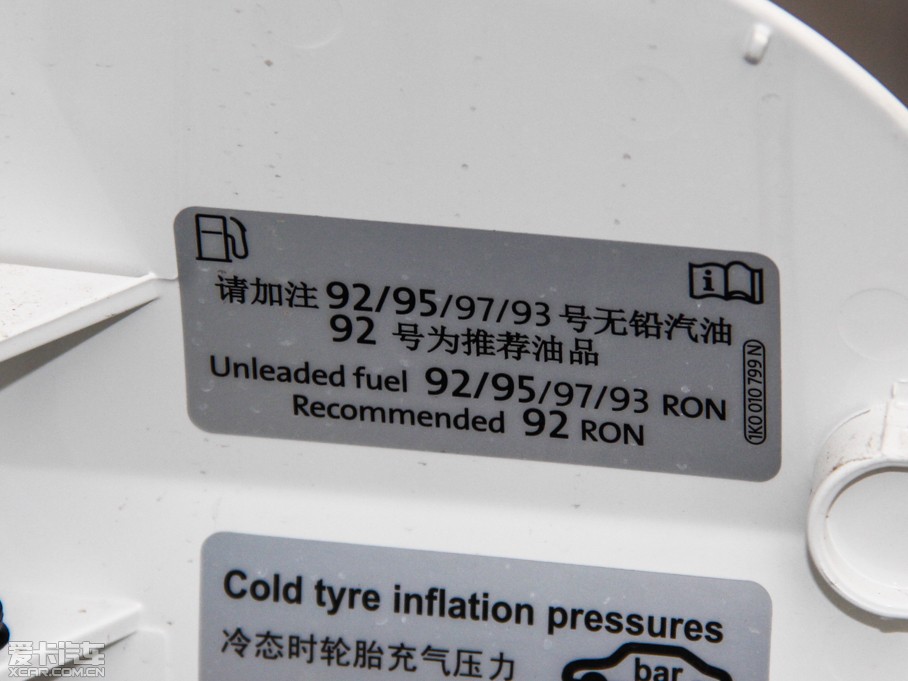 请加注 92/95/97/93 号无铅汽油
92 号为推荐油品
Unleaded fuel 92/95/97/93 RON
Recommended 92 RON
1K0 010 799 N
Cold tyre inflation pressures
冷态时轮胎充气压力
bar
爱卡汽车
XCAR.COM.CN